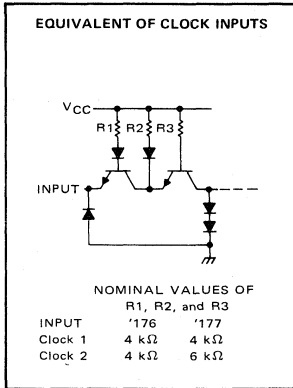 EQUIVALENT OF CLOCK INPUTS
VCC
R1 R2 R3
INPUT
NOMINAL VALUES OF
R1, R2, and R3
INPUT '176 '177
Clock 1 4 kΩ 4 kΩ
Clock 2 4 kΩ 6 kΩ